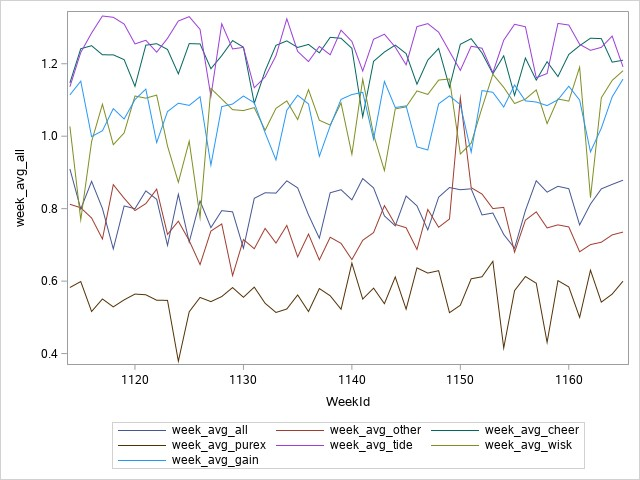 week_avg_all
1.2
1.0
0.8
0.6
0.4
1120 1130 1140 1150 1160
WeekId
week_avg_all week_avg_other week_avg_cheer
week_avg_purex week_avg_tide week_avg_wisk
week_avg_gain